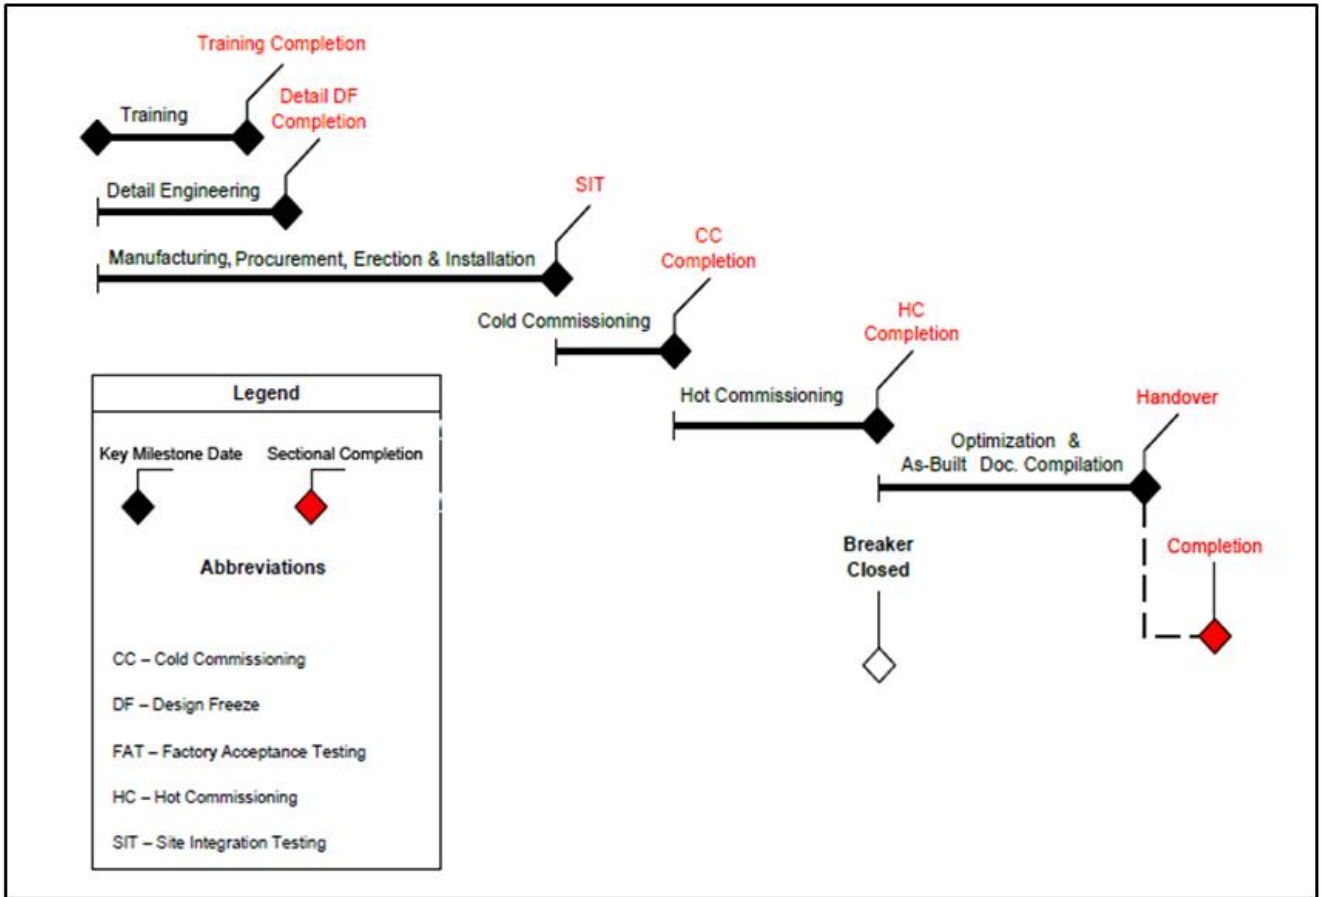 Training Completion
Training
Detail DF
Completion
Detail Engineering
SIT
Manufacturing, Procurement, Erection & Installation
CC
Completion
Cold Commissioning
HC
Completion
Hot Commissioning
Handover
Optimization &
As-Built Doc. Compilation
Breaker
Closed
Completion
Legend
Key Milestone Date
Sectional Completion
Abbreviations
CC – Cold Commissioning
DF – Design Freeze
FAT – Factory Acceptance Testing
HC – Hot Commissioning
SIT – Site Integration Testing